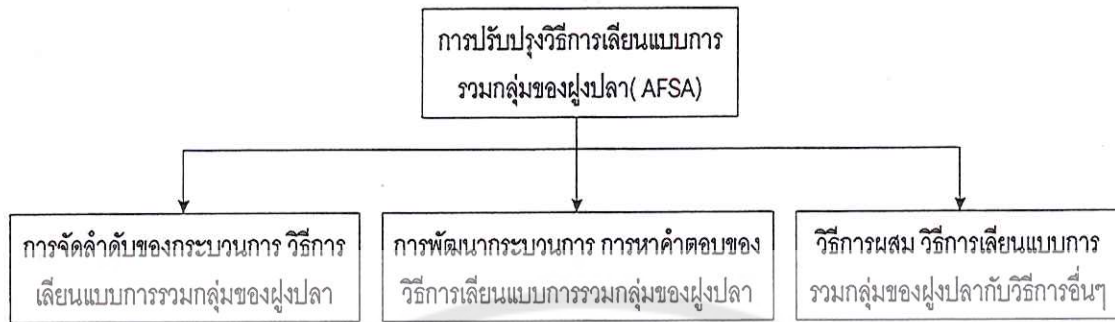 การปรับปรุงวิธีการเลียนแบบการ
รวมกลุ่มของฝูงปลา( AFSA)
การจัดลำดับของกระบวนการ วิธีการ
เลียนแบบการรวมกลุ่มของฝูงปลา
การพัฒนากระบวนการ การหาคำตอบของ
วิธีการเลียนแบบการรวมกลุ่มของฝูงปลา
วิธีการผสม วิธีการเลียนแบบการ
รวมกลุ่มของฝูงปลากับวิธีการอื่นๆ